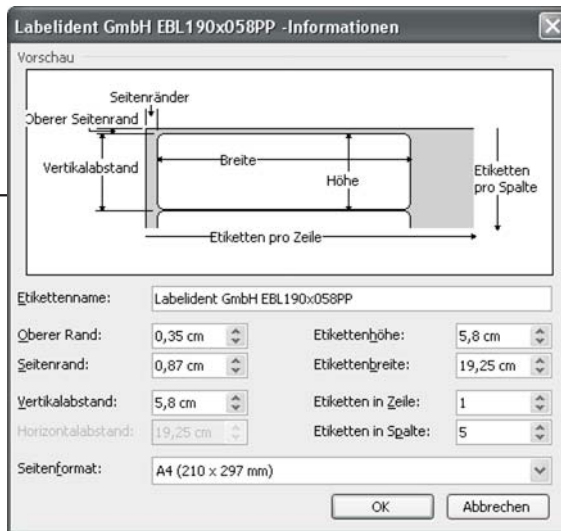 Labelident GmbH EBL190x058PP -Informationen
Vorschau
Seitenränder
Oberer Seitenrand
Vertikalabstand
Breite
Höhe
Etiketten
pro Spalte
Etiketten pro Zeile
Etikettenname: Labelident GmbH EBL190x058PP
Oberer Rand: 0,35 cm Etikettenhöhe: 5,8 cm
Seitenrand: 0,87 cm Etikettenbreite: 19,25 cm
Vertikalabstand: 5,8 cm Etiketten in Zeile: 1
Horizontalabstand: 19,25 cm Etiketten in Spalte: 5
Seitenformat: A4 (210 x 297 mm)
OK Abbrechen